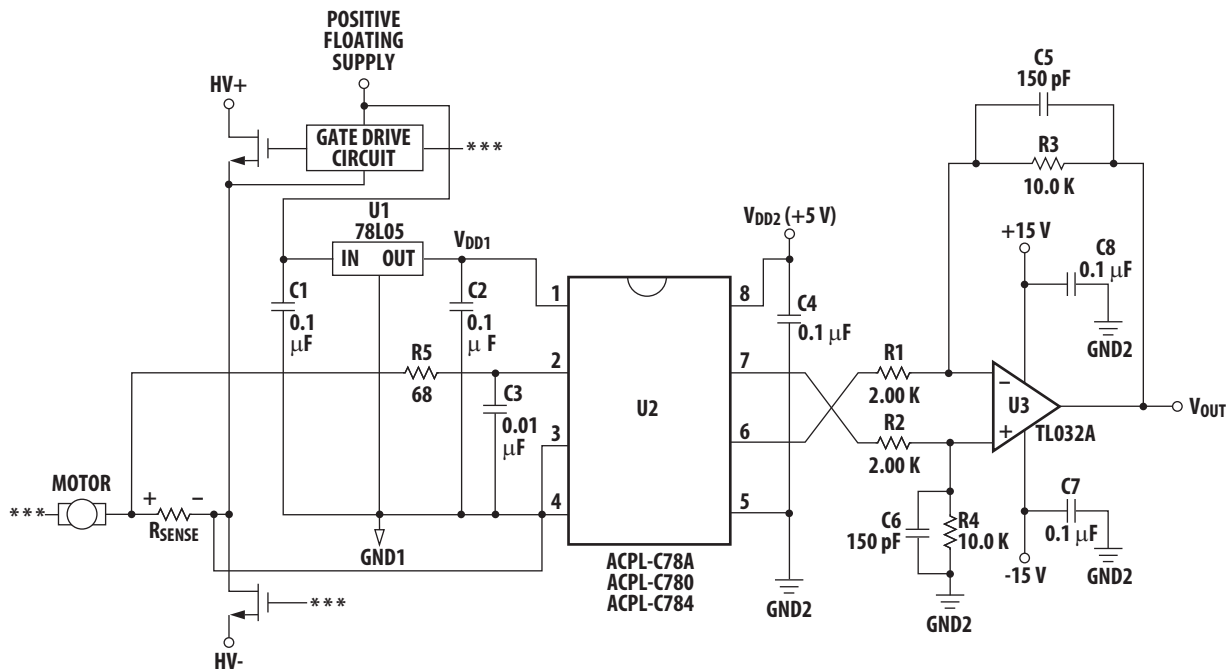 POSITIVE
FLOATING
SUPPLY
HV+
GATE DRIVE
CIRCUIT
***
U1
78L05
IN OUT
VDD1
C1
0.1
μF
C2
0.1
μ F
R5
68
C3
0.01
μF
MOTOR
***
+ −
RSENSE
GND1
***
HV-
1
2
3
4
U2
8
7
6
5
ACPL-C78A
ACPL-C780
ACPL-C784
VDD2 (+5 V)
C4
0.1 μF
GND2
R1
2.00 K
R2
2.00 K
C5
150 pF
R3
10.0 K
+15 V
C8
0.1 μF
GND2
−
U3
+
TL032A
VOUT
C6
150 pF
R4
10.0 K
GND2
C7
0.1 μF
GND2
-15 V